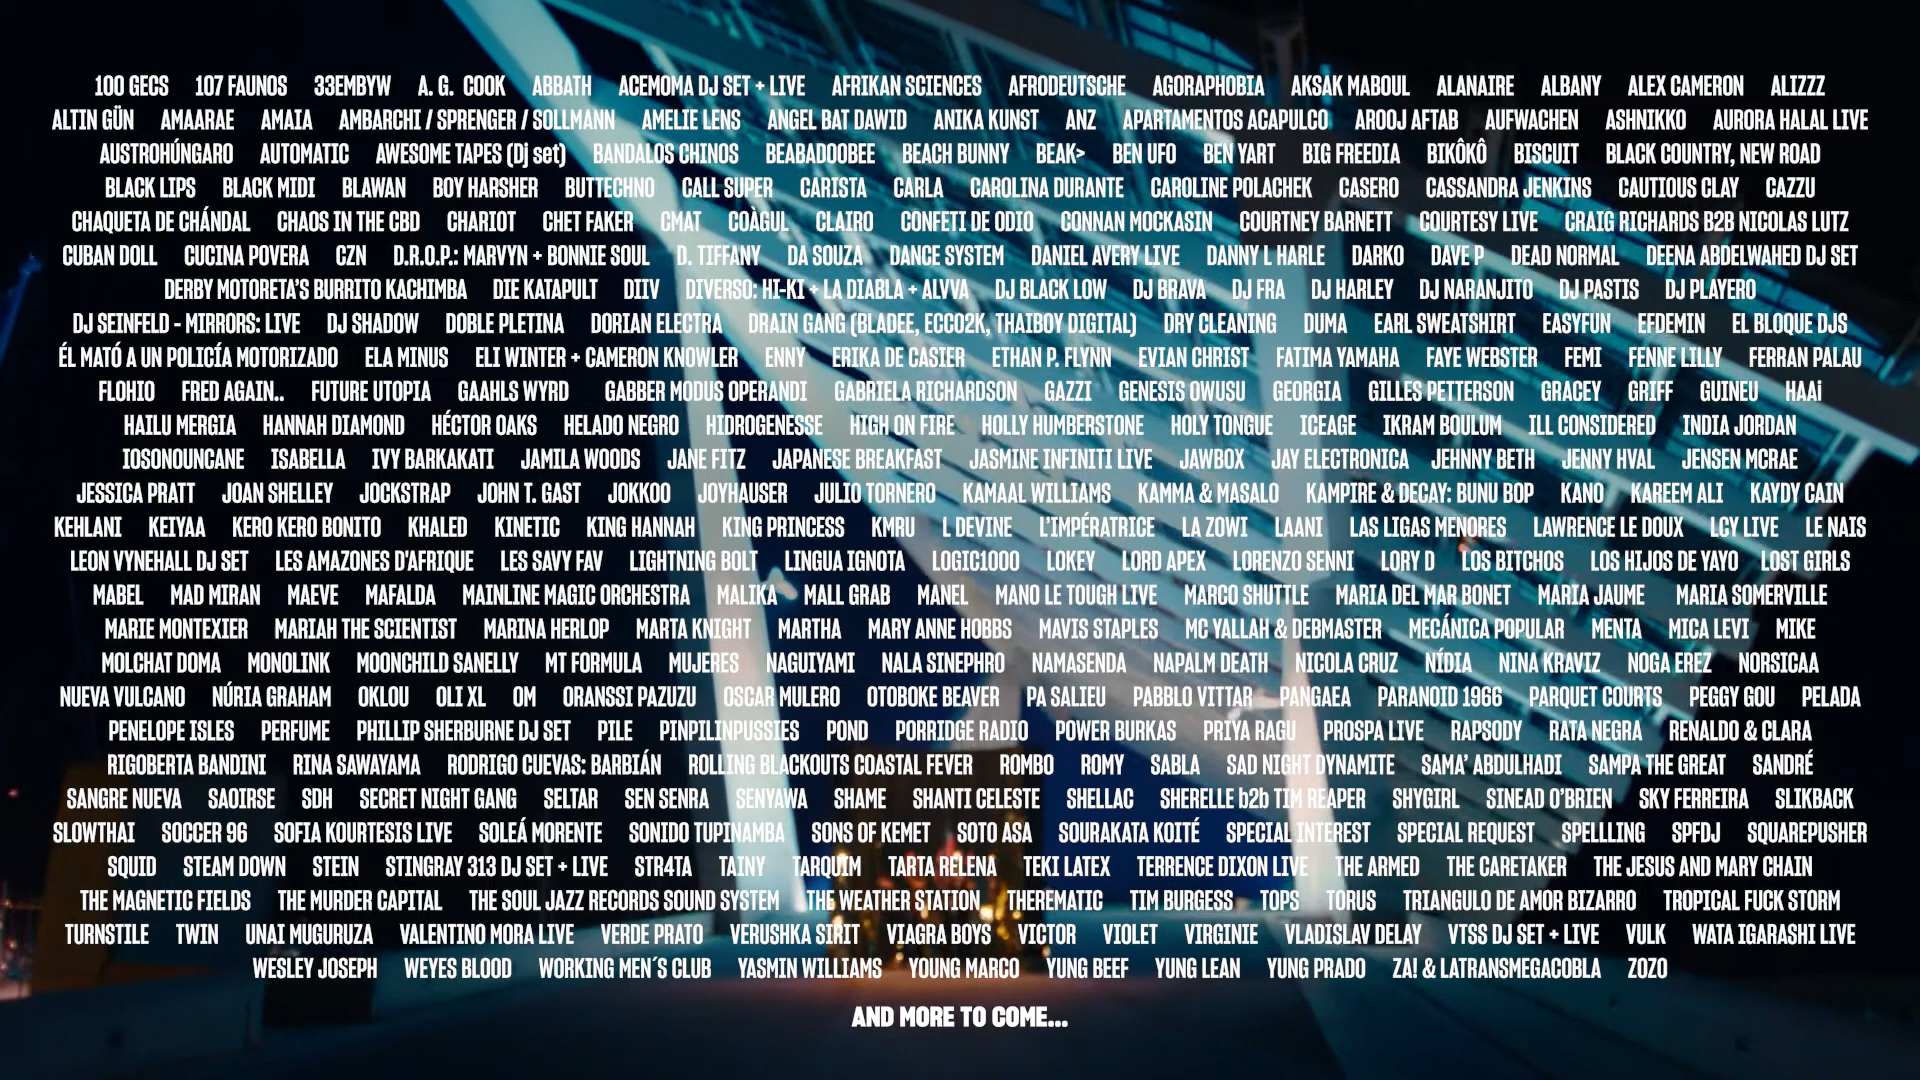 100 GECS 107 FAUNOS 33EMBYW A. G. COOK ABBATH ACEMOMA DJ SET + LIVE AFRIKAN SCIENCES AFRODEUTSCHE AGORAPHOBIA AKSAK MABOUL ALANAIRE ALBANY ALEX CAMERON ALIZZZ
ALTIN GÜN AMAARAE AMAIA AMBARCHI / SPRENGER / SOLLMANN AMELIE LENS ANGEL BAT DAWID ANIKA KUNST ANZ APARTAMENTOS ACAPULCO AROOJ AFTAB AUFWACHEN ASHNIKKO AURORA HALAL LIVE
AUSTROHÚNGARO AUTOMATIC AWESOME TAPES (Dj set) BANDALOS CHINOS BEABADOOBEE BEACH BUNNY BEAK> BEN UFO BEN YART BIG FREEDIA BIKÔKÔ BISCUIT BLACK COUNTRY, NEW ROAD
BLACK LIPS BLACK MIDI BLAWAN BOY HARSHER BUTTECHNO CALL SUPER CARISTA CARLA CAROLINA DURANTE CAROLINE POLACHEK CASERO CASSANDRA JENKINS CAUTIOUS CLAY CAZZU
CHAQUETA DE CHÁNDAL CHAOS IN THE CBD CHARIOT CHET FAKER CMAT COÀGUL CLAIRO CONFETI DE ODIO CONNAN MOCKASIN COURTNEY BARNETT COURTESY LIVE CRAIG RICHARDS B2B NICOLAS LUTZ
CUBAN DOLL CUCINA POVERA CZN D.R.O.P.: MARVYN + BONNIE SOUL D. TIFFANY DA SOUZA DANCE SYSTEM DANIEL AVERY LIVE DANNY L HARLE DARKO DAVE P DEAD NORMAL DEENA ABDELWAHED DJ SET
DERBY MOTORETA'S BURRITO KACHIMBA DIE KATAPULT DIIV DIVERSO: HI-KI + LA DIABLA + ALVVA DJ BLACK LOW DJ BRAVA DJ FRA DJ HARLEY DJ NARANJITO DJ PASTIS DJ PLAYERO
DJ SEINFELD - MIRRORS: LIVE DJ SHADOW DOBLE PLETINA DORIAN ELECTRA DRAIN GANG (BLADEE, ECCO2K, THAIBOY DIGITAL) DRY CLEANING DUMA EARL SWEATSHIRT EASYFUN EFDEMIN EL BLOQUE DJS
ÉL MATÓ A UN POLICÍA MOTORIZADO ELA MINUS ELI WINTER + CAMERON KNOWLER ENNY ERIKA DE CASIER ETHAN P. FLYNN EVIAN CHRIST FATIMA YAMAHA FAYE WEBSTER FEMI FENNE LILLY FERRAN PALAU
FLOHIO FRED AGAIN.. FUTURE UTOPIA GAAHLS WYRD GABBER MODUS OPERANDI GABRIELA RICHARDSON GAZZI GENESIS OWUSU GEORGIA GILLES PETTERSON GRACEY GRIFF GUINEU HAAi
HAILU MERGIA HANNAH DIAMOND HÉCTOR OAKS HELADO NEGRO HIDROGENESSE HIGH ON FIRE HOLLY HUMBERSTONE HOLY TONGUE ICEAGE IKRAM BOULUM ILL CONSIDERED INDIA JORDAN
IOSONOUNCANE ISABELLA IVY BARKAKATI JAMILA WOODS JANE FITZ JAPANESE BREAKFAST JASMINE INFINITI LIVE JAWBOX JAY ELECTRONICA JEHNNY BETH JENNY HVAL JENSEN MCRAE
JESSICA PRATT JOAN SHELLEY JOCKSTRAP JOHN T. GAST JOKKOO JOYHAUSER JULIO TORNERO KAMAAL WILLIAMS KAMMA & MASALO KAMPIRE & DECAY: BUNU BOP KANO KAREEM ALI KAYDY CAIN
KEHLANI KEIYAA KERO KERO BONITO KHALED KINETIC KING HANNAH KING PRINCESS KMRU L DEVINE L'IMPÉRATRICE LA ZOWI LAANI LAS LIGAS MENORES LAWRENCE LE DOUX LCY LIVE LE NAIS
LEON VYNEHALL DJ SET LES AMAZONES D'AFRIQUE LES SAVY FAV LIGHTNING BOLT LINGUA IGNOTA LOGIC1000 LOKEY LORD APEX LORENZO SENNI LORY D LOS BITCHOS LOS HIJOS DE YAYO LOST GIRLS
MABEL MAD MIRAN MAEVE MAFALDA MAINLINE MAGIC ORCHESTRA MALIKA MALL GRAB MANEL MANO LE TOUGH LIVE MARCO SHUTTLE MARIA DEL MAR BONET MARIA JAUME MARIA SOMERVILLE
MARIE MONTEXIER MARIAH THE SCIENTIST MARINA HERLOP MARTA KNIGHT MARTHA MARY ANNE HOBBS MAVIS STAPLES MC YALLAH & DEBMASTER MECÁNICA POPULAR MENTA MICA LEVI MIKE
MOLCHAT DOMA MONOLINK MOONCHILD SANELLY MT FORMULA MUJERES NAGUIYAMI NALA SINEPHRO NAMASENDA NAPALM DEATH NICOLA CRUZ NÍDIA NINA KRAVIZ NOGA EREZ NORSICAA
NUEVA VULCANO NÚRIA GRAHAM OKLOU OLI XL OM ORANSSI PAZUZU OSCAR MULERO OTOBOKE BEAVER PA SALIEU PABBLO VITTAR PANGAEA PARANOID 1966 PARQUET COURTS PEGGY GOU PELADA
PENELOPE ISLES PERFUME PHILLIP SHERBURNE DJ SET PILE PINPILINPUSSIES POND PORRIDGE RADIO POWER BURKAS PRIYA RAGU PROSPA LIVE RAPSODY RATA NEGRA RENALDO & CLARA
RIGOBERTA BANDINI RINA SAWAYAMA RODRIGO CUEVAS: BARBIÁN ROLLING BLACKOUTS COASTAL FEVER ROMBO ROMY SABLA SAD NIGHT DYNAMITE SAMA' ABDULHADI SAMPA THE GREAT SANDRÉ
SANGRE NUEVA SAOIRSE SDH SECRET NIGHT GANG SELTAR SEN SENRA SENYAWA SHAME SHANTI CELESTE SHELLAC SHERELLE b2b TIM REAPER SHYGIRL SINEAD O'BRIEN SKY FERREIRA SLIKBACK
SLOWTHAI SOCCER 96 SOFIA KOURTESIS LIVE SOLEÁ MORENTE SONIDO TUPINAMBA SONS OF KEMET SOTO ASA SOURAKATA KOITÉ SPECIAL INTEREST SPECIAL REQUEST SPELLLING SPFDJ SQUAREPUSHER
SQUID STEAM DOWN STEIN STINGRAY 313 DJ SET + LIVE STR4TA TAINY TARQUIM TARTA RELENA TEKI LATEX TERRENCE DIXON LIVE THE ARMED THE CARETAKER THE JESUS AND MARY CHAIN
THE MAGNETIC FIELDS THE MURDER CAPITAL THE SOUL JAZZ RECORDS SOUND SYSTEM THE WEATHER STATION THEREMATIC TIM BURGESS TOPS TORUS TRIANGULO DE AMOR BIZARRO TROPICAL FUCK STORM
TURNSTILE TWIN UNAI MUGURUZA VALENTINO MORA LIVE VERDE PRATO VERUSHKA SIRIT VIAGRA BOYS VICTOR VIOLET VIRGINIE VLADISLAV DELAY VTSS DJ SET + LIVE VULK WATA IGARASHI LIVE
WESLEY JOSEPH WEYES BLOOD WORKING MEN´S CLUB YASMIN WILLIAMS YOUNG MARCO YUNG BEEF YUNG LEAN YUNG PRADO ZA! & LATRANSMEGACOBLA ZOZO
AND MORE TO COME...